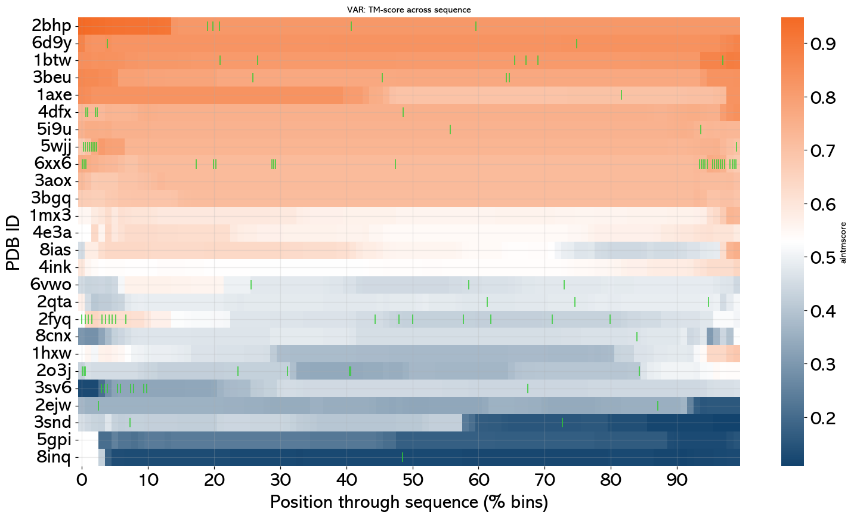 VAR: TM-score across sequence
2bhp
6d9y
1btw
3beu
1axe
4dfx
5i9u
5wjj
6xx6
3aox
3bgq
1mx3
4e3a
8ias
4ink
6vwo
2qta
2fyq
8cnx
1hxw
2o3j
3sv6
2ejw
3snd
5gpi
8inq
PDB ID
0 10 20 30 40 50 60 70 80 90
Position through sequence (% bins)
0.9
0.8
0.7
0.6
0.5
0.4
0.3
0.2
alntmscore